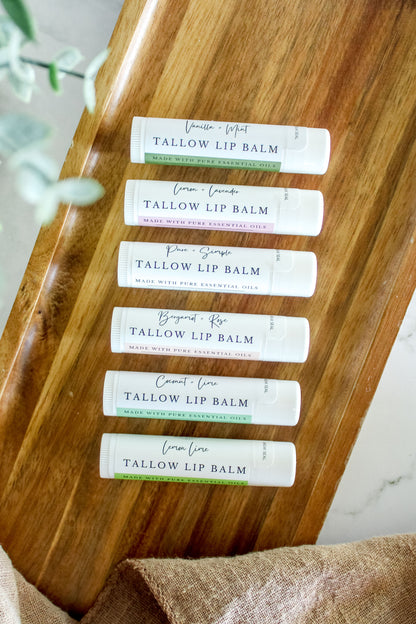 Vanilla + Mint
TALLOW LIP BALM
MADE WITH PURE ESSENTIAL OILS
Lemon + Lavender
TALLOW LIP BALM
MADE WITH PURE ESSENTIAL OILS
Pure + Simple
TALLOW LIP BALM
MADE WITH PURE ESSENTIAL OILS
Bergamot + Rose
TALLOW LIP BALM
MADE WITH PURE ESSENTIAL OILS
Coconut + Lime
TALLOW LIP BALM
MADE WITH PURE ESSENTIAL OILS
Lemon Lime
TALLOW LIP BALM
MADE WITH PURE ESSENTIAL OILS